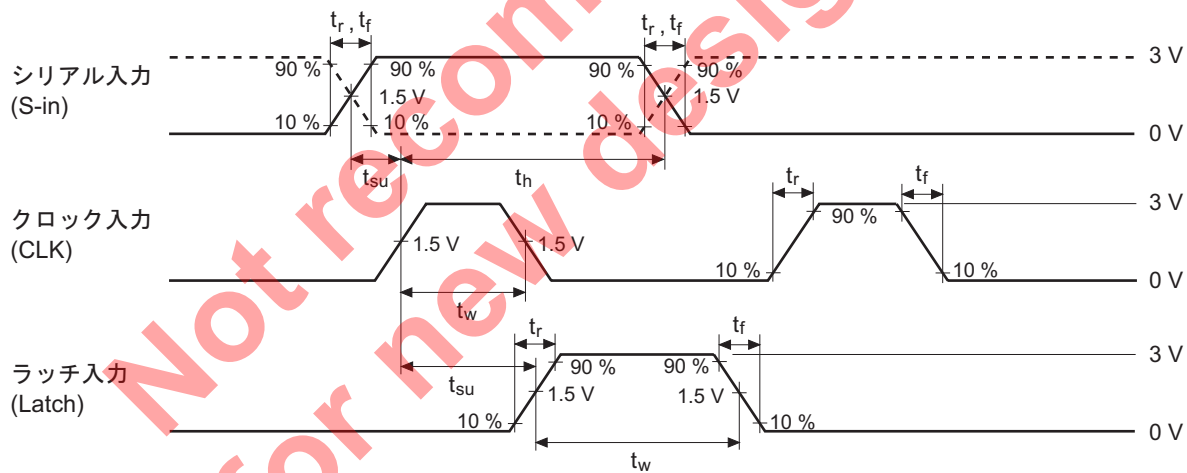 tr , tf
tr , tf
シリアル入力
(S-in)
90 %
90 %
90 %
90 %
3 V
1.5 V
1.5 V
10 %
10 %
10 %
10 %
0 V
tsu
th
クロック入力
(CLK)
tr
tf
3 V
90 %
1.5 V
1.5 V
10 %
10 %
0 V
tw
ラッチ入力
(Latch)
tr
tf
3 V
90 %
90 %
tsu
1.5 V
1.5 V
10 %
10 %
0 V
tw
Not recom
for new desig